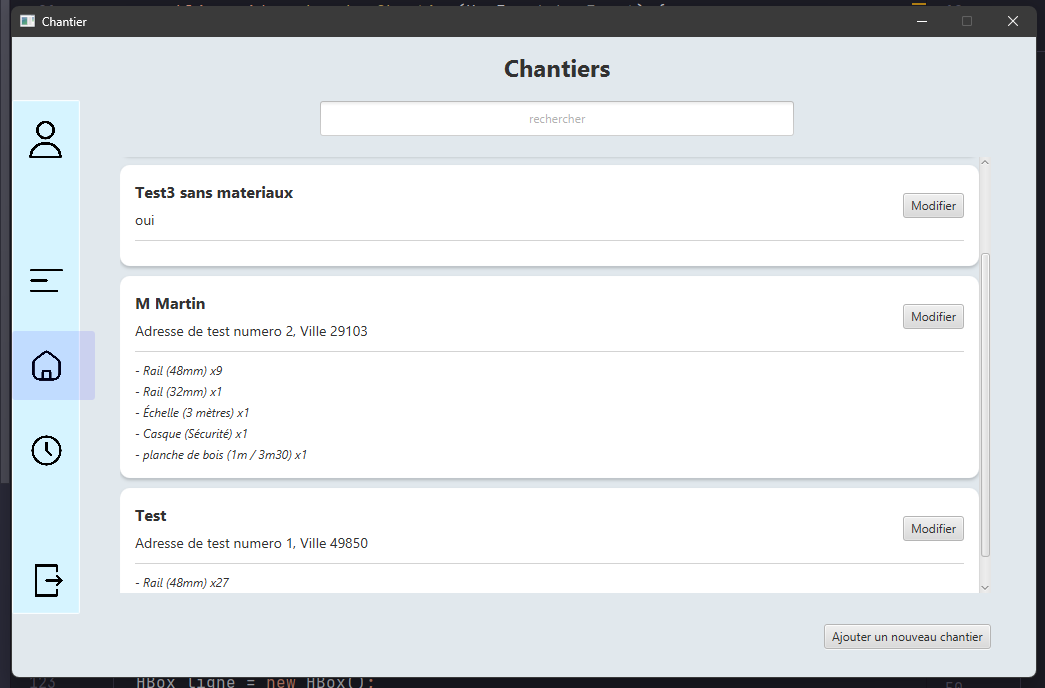 Chantier
Chantiers
rechercher
Test3 sans materiaux
oui
Modifier
M Martin
Adresse de test numero 2, Ville 29103
Modifier
- Rail (48mm) x9
- Rail (32mm) x1
- Échelle (3 mètres) x1
- Casque (Sécurité) x1
- planche de bois (1m / 3m30) x1
Test
Adresse de test numero 1, Ville 49850
Modifier
- Rail (48mm) x27
Ajouter un nouveau chantier
123 HBox ligne = new HBox();